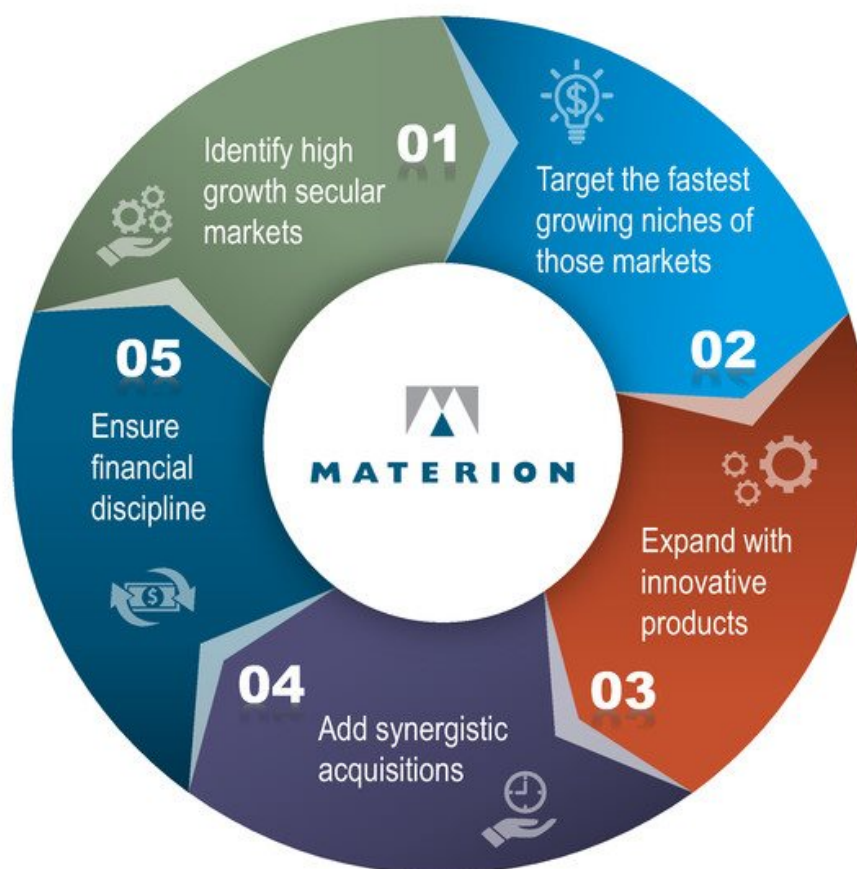 01
Identify high
growth secular
markets
Target the fastest
growing niches of
those markets
02
Expand with
innovative
products
03
04
Add synergistic
acquisitions
05
Ensure
financial
discipline
MATERION
$
$